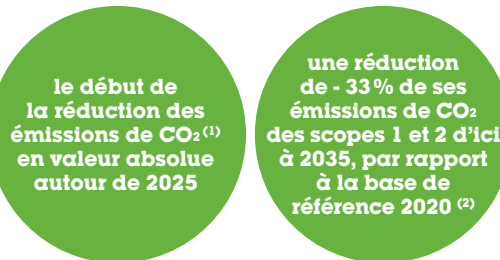 le début de
la réduction des
émissions de CO₂ ⁽¹⁾
en valeur absolue
autour de 2025
une réduction
de - 33 % de ses
émissions de CO₂
des scopes 1 et 2 d’ici
à 2035, par rapport
à la base de
référence 2020 ⁽²⁾